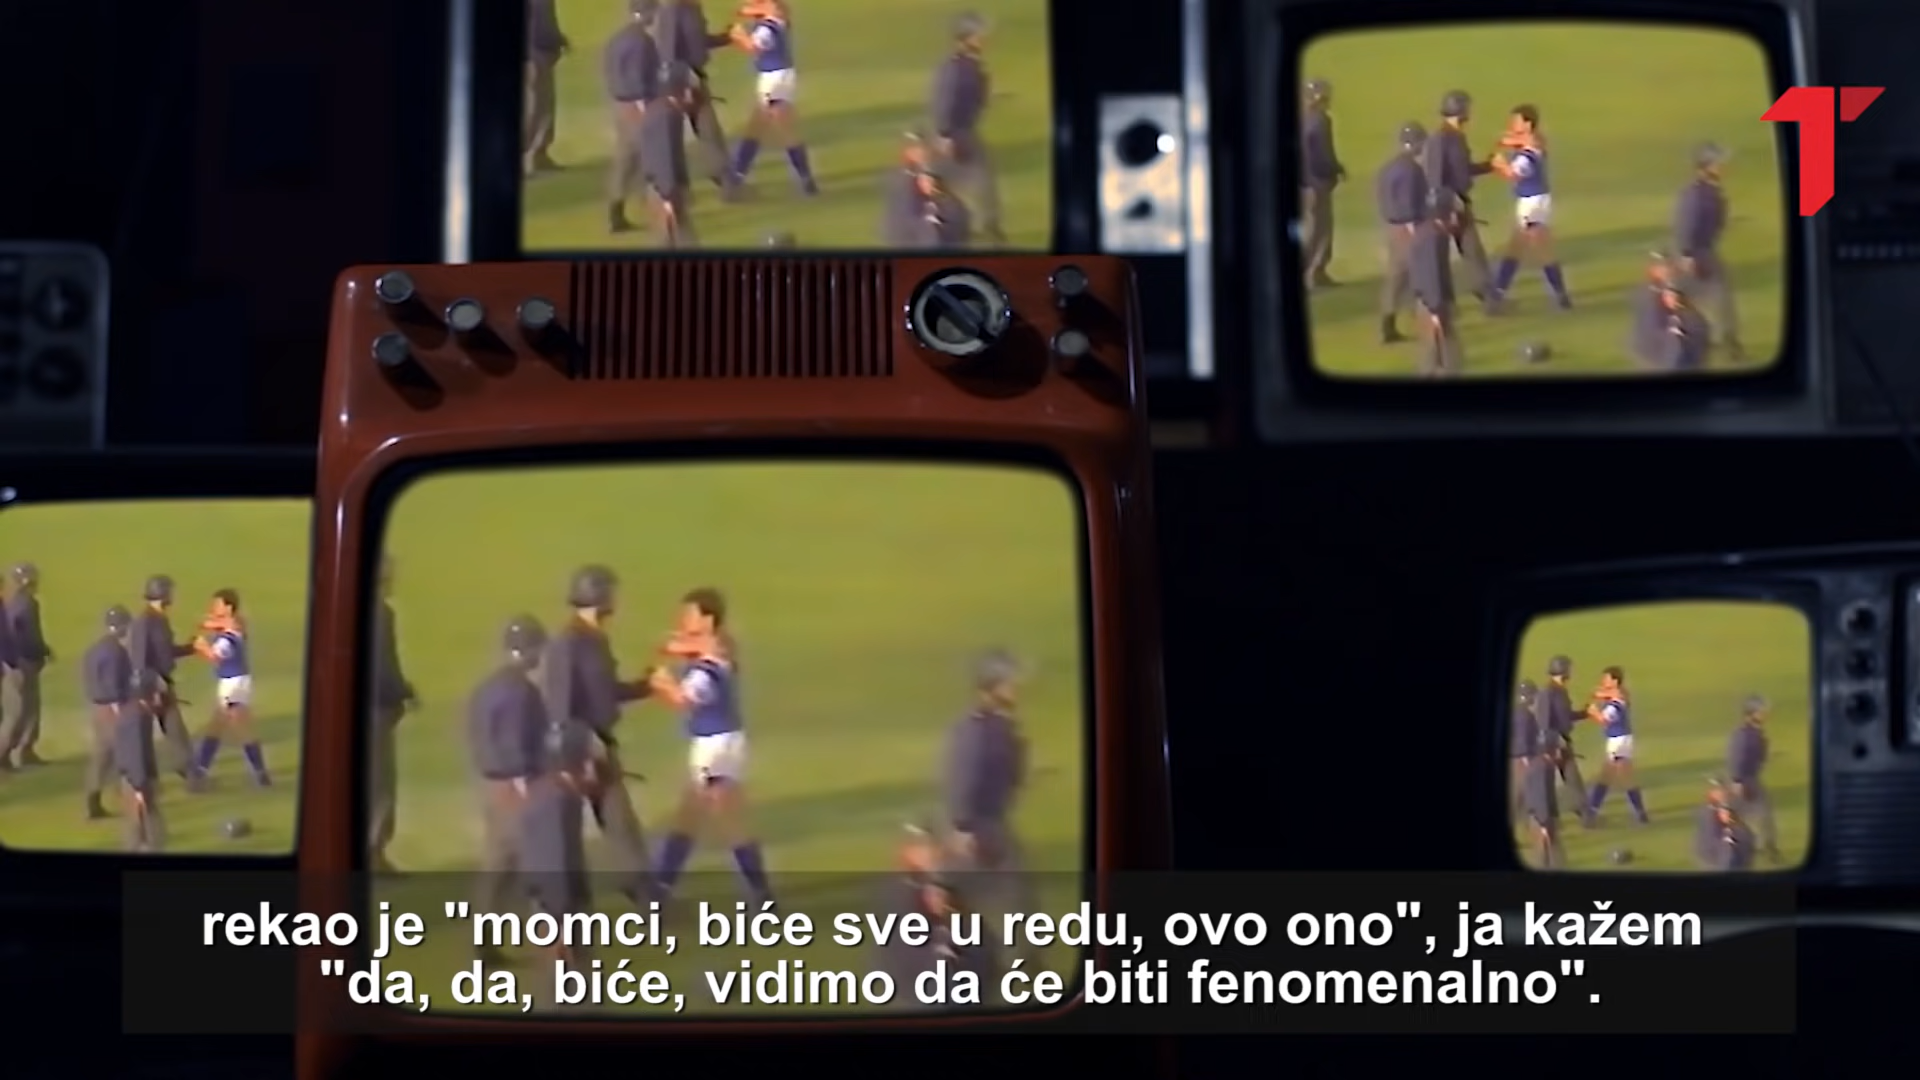 rekao je "momci, biće sve u redu, ovo ono", ja kažem
"da, da, biće, vidimo da će biti fenomenalno".